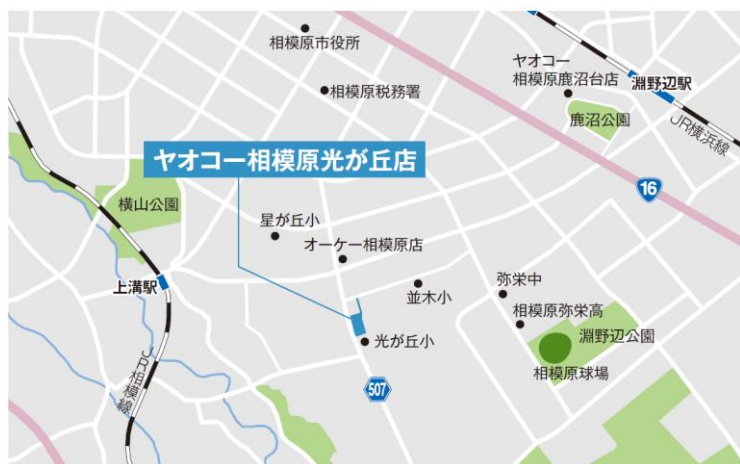 相模原市役所
ヤオコー
相模原鹿沼台店
淵野辺駅
相模原税務署
鹿沼公園
JR横浜線
ヤオコー相模原光が丘店
16
横山公園
星が丘小
オーケー相模原店
上溝駅
並木小
弥栄中
相模原弥栄高
淵野辺公園
光が丘小
相模原球場
JR相模線
507